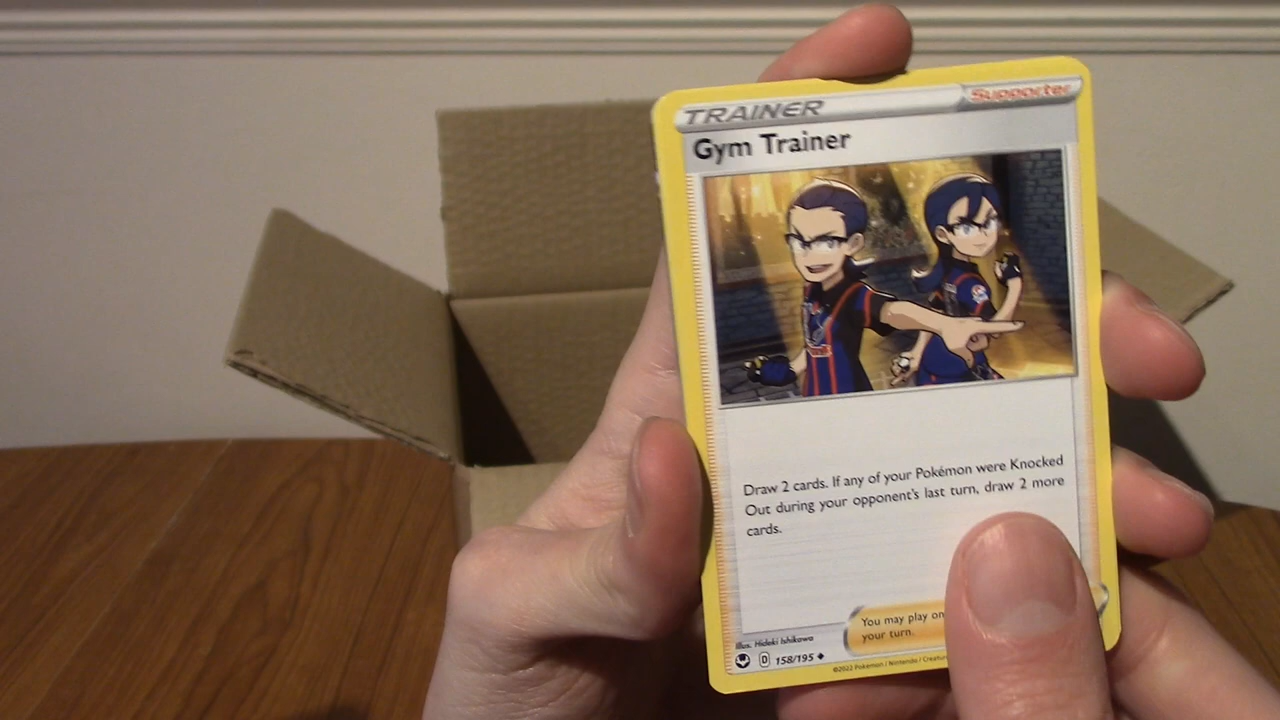 TRAINER Supporter
Gym Trainer
Draw 2 cards. If any of your Pokémon were Knocked
Out during your opponent's last turn, draw 2 more
cards.
You may play on
your turn.
Illus. Hideki Ishikawa
D 158/195
©2022 Pokémon / Nintendo /